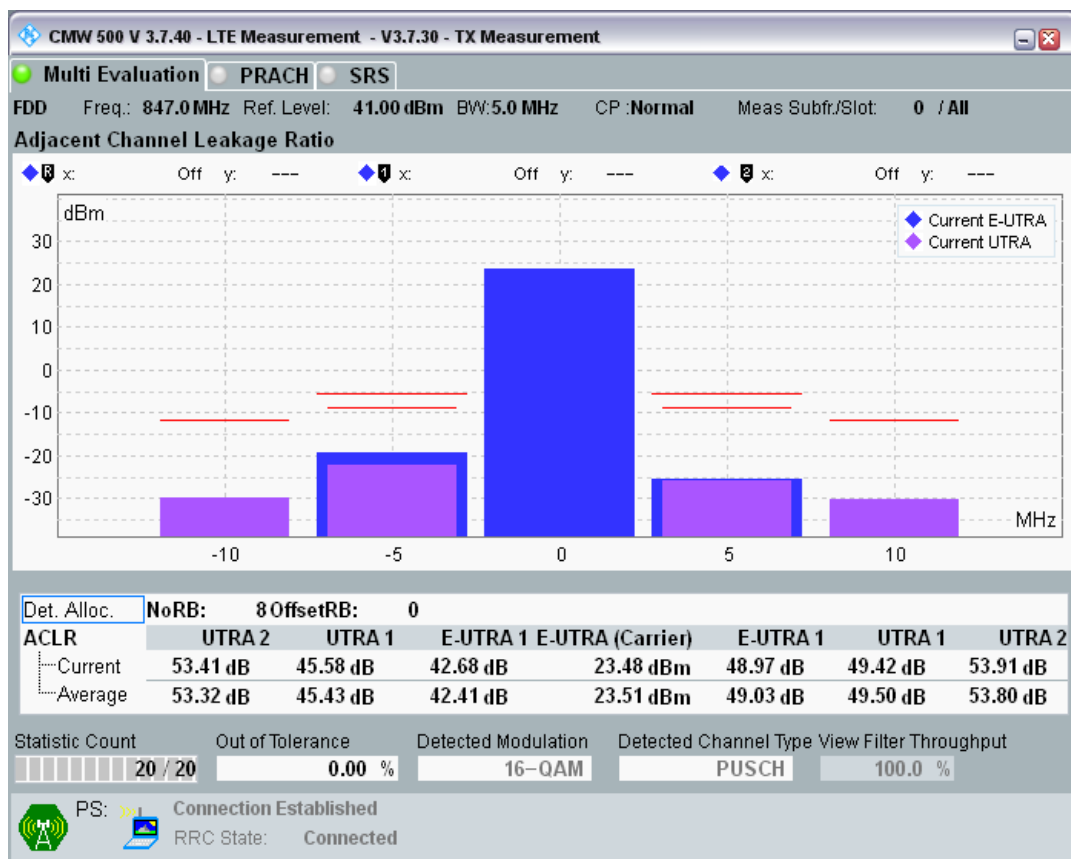 CMW 500 V 3.7.40 - LTE Measurement - V3.7.30 - TX Measurement
Multi Evaluation PRACH SRS
FDD Freq.: 847.0 MHz Ref. Level: 41.00 dBm BW:5.0 MHz CP :Normal Meas Subfr./Slot: 0 / All
Adjacent Channel Leakage Ratio
R x: Off y: --- 1 x: Off y: --- 2 x: Off y: ---
dBm
Current E-UTRA
Current UTRA
30
20
10
0
-10
-20
-30
MHz
-10 -5 0 5 10
Det. Alloc. NoRB: 8 OffsetRB: 0
ACLR UTRA 2 UTRA 1 E-UTRA 1 E-UTRA (Carrier) E-UTRA 1 UTRA 1 UTRA 2
Current 53.41 dB 45.58 dB 42.68 dB 23.48 dBm 48.97 dB 49.42 dB 53.91 dB
Average 53.32 dB 45.43 dB 42.41 dB 23.51 dBm 49.03 dB 49.50 dB 53.80 dB
Statistic Count Out of Tolerance Detected Modulation Detected Channel Type View Filter Throughput
20 / 20 0.00 % 16-QAM PUSCH 100.0 %
PS: Connection Established
RRC State: Connected